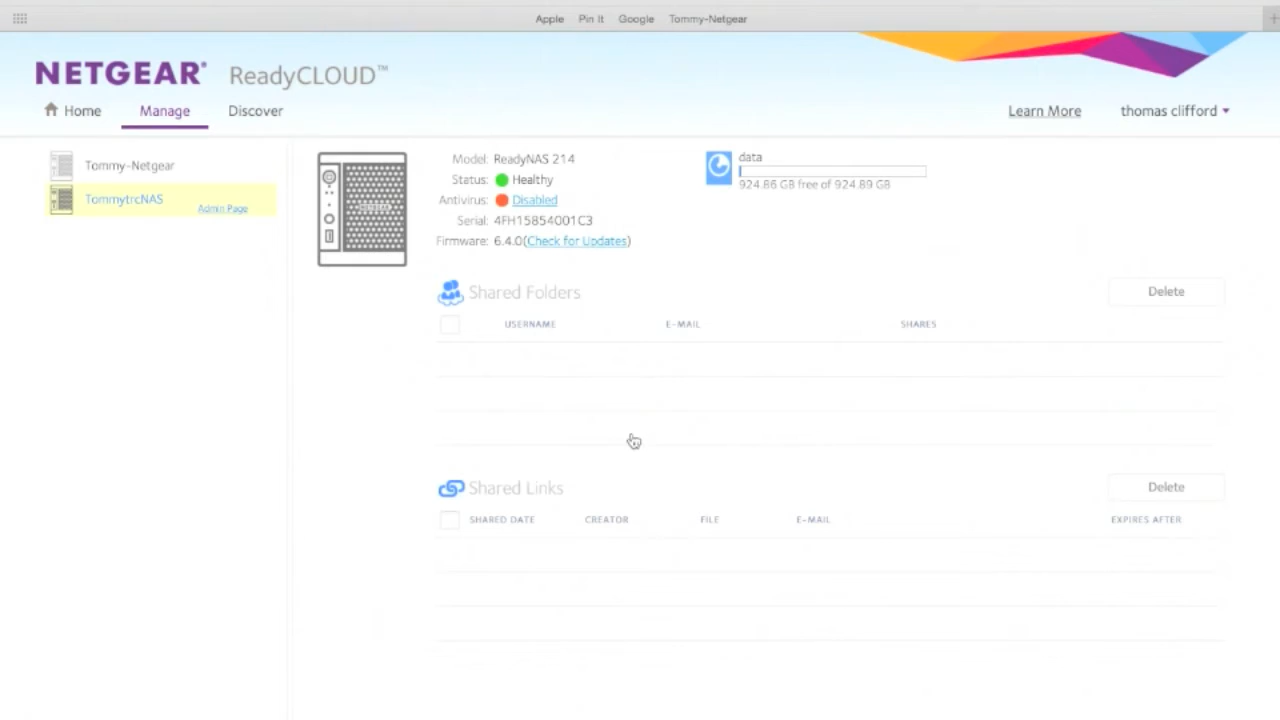 Apple Pin It Google Tommy-Netgear
NETGEAR® ReadyCLOUD™
Home Manage Discover Learn More thomas clifford
Tommy-Netgear
TommytrcNAS Admin Page
NETGEAR
Model: ReadyNAS 214
Status: Healthy
Antivirus: Disabled
Serial: 4FH15854001C3
Firmware: 6.4.0(Check for Updates)
data
924.86 GB free of 924.89 GB
Shared Folders Delete
USERNAME E-MAIL SHARES
Shared Links Delete
SHARED DATE CREATOR FILE E-MAIL EXPIRES AFTER